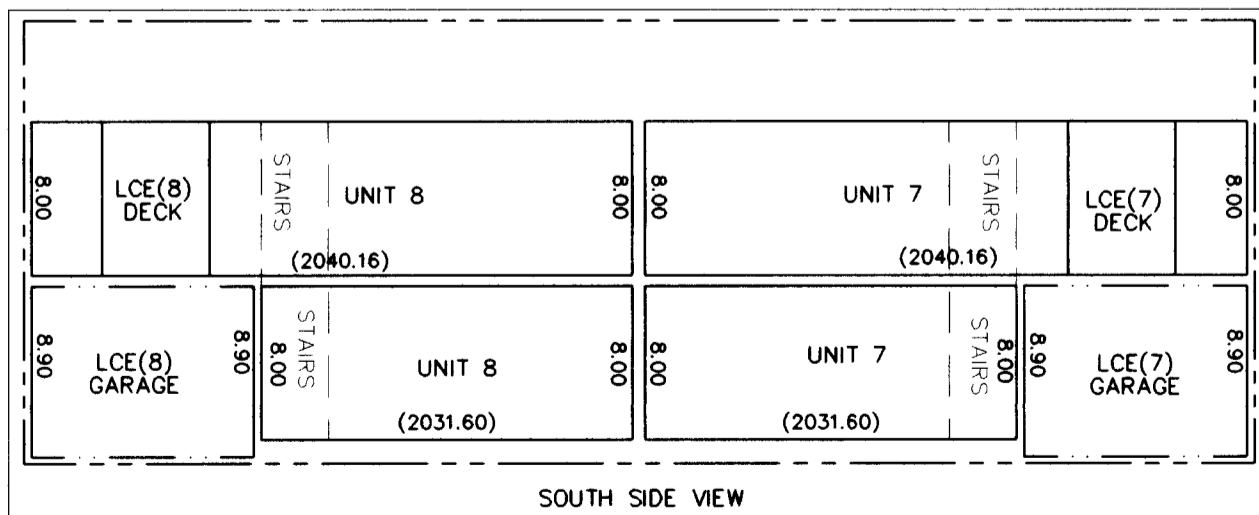 8.00
LCE(8)
DECK
STAIRS
UNIT 8
8.00
(2040.16)
8.00
UNIT 7
STAIRS
LCE(7)
DECK
8.00
(2040.16)
8.90
LCE(8)
GARAGE
8.90
8.00
STAIRS
UNIT 8
8.00
(2031.60)
8.00
UNIT 7
STAIRS
8.00
(2031.60)
8.90
LCE(7)
GARAGE
8.90
SOUTH SIDE VIEW